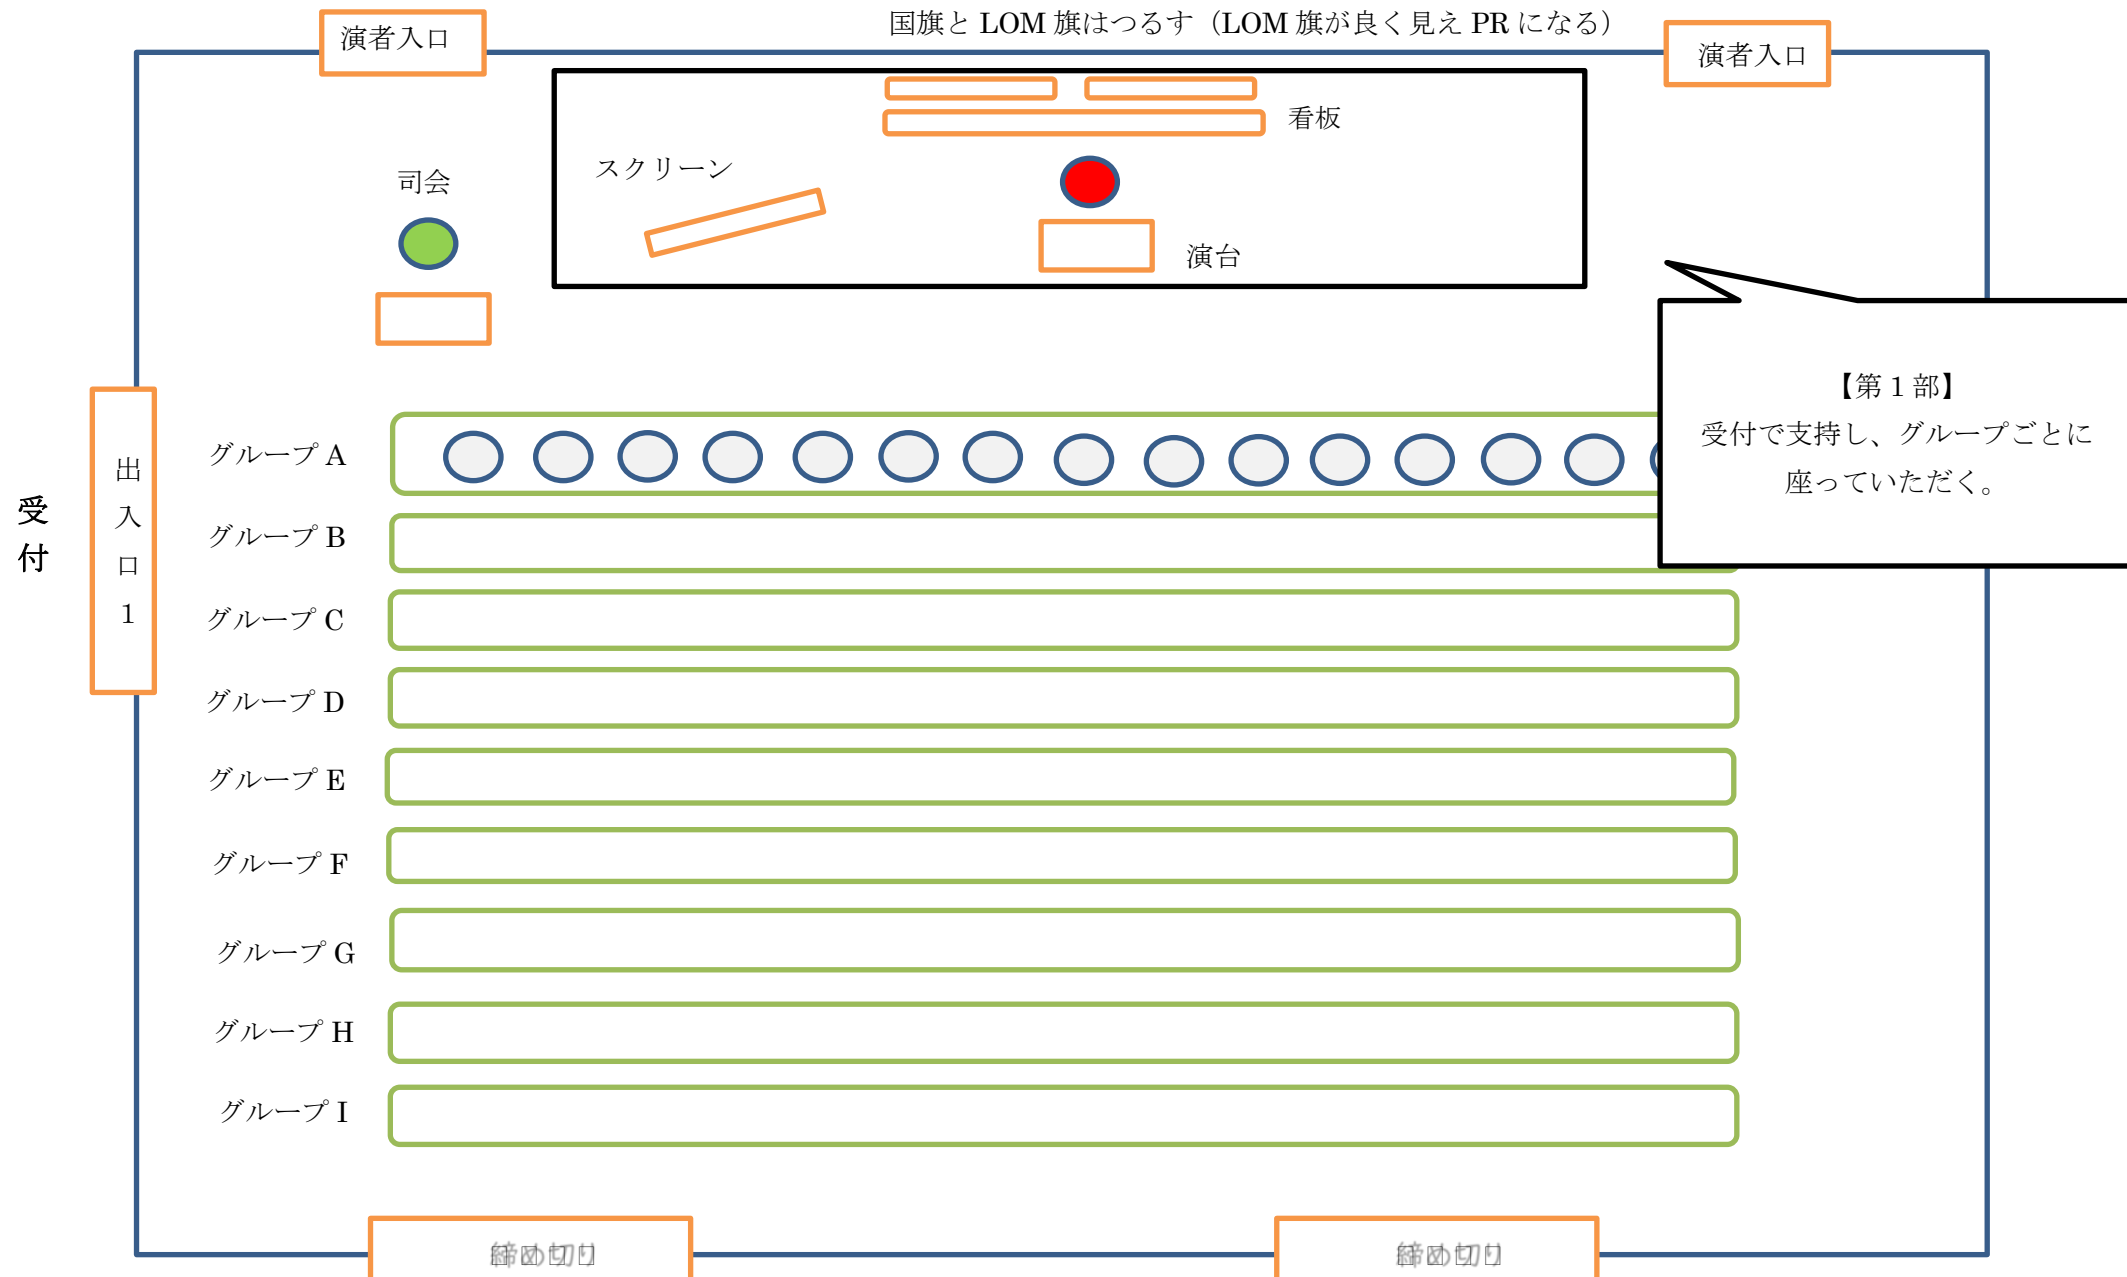 国旗と LOM 旗はつるす（LOM 旗が良く見え PR になる）
演者入口
演者入口
看板
スクリーン
司会
演台
【第１部】
受付で支持し、グループごとに
座っていただく。
受付
出入口１
グループ A
グループ B
グループ C
グループ D
グループ E
グループ F
グループ G
グループ H
グループ I
締め切り
締め切り